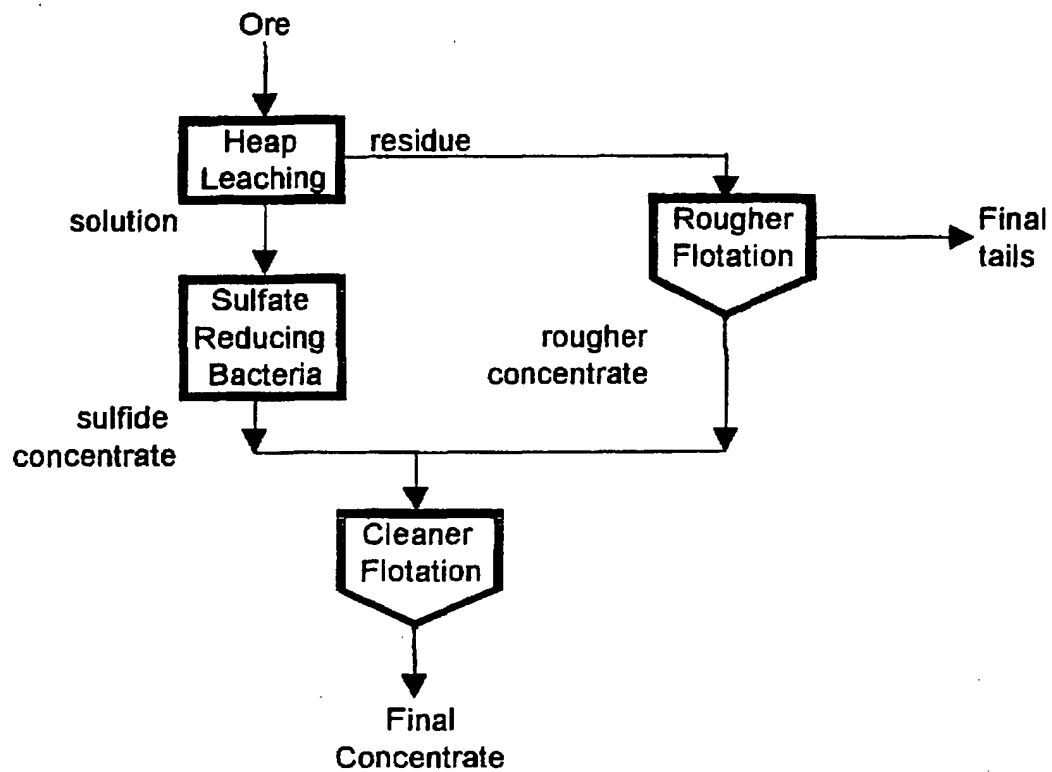 Ore
Heap
Leaching
residue
solution
Rougher
Flotation
Final
tails
Sulfate
Reducing
Bacteria
rougher
concentrate
sulfide
concentrate
Cleaner
Flotation
Final
Concentrate